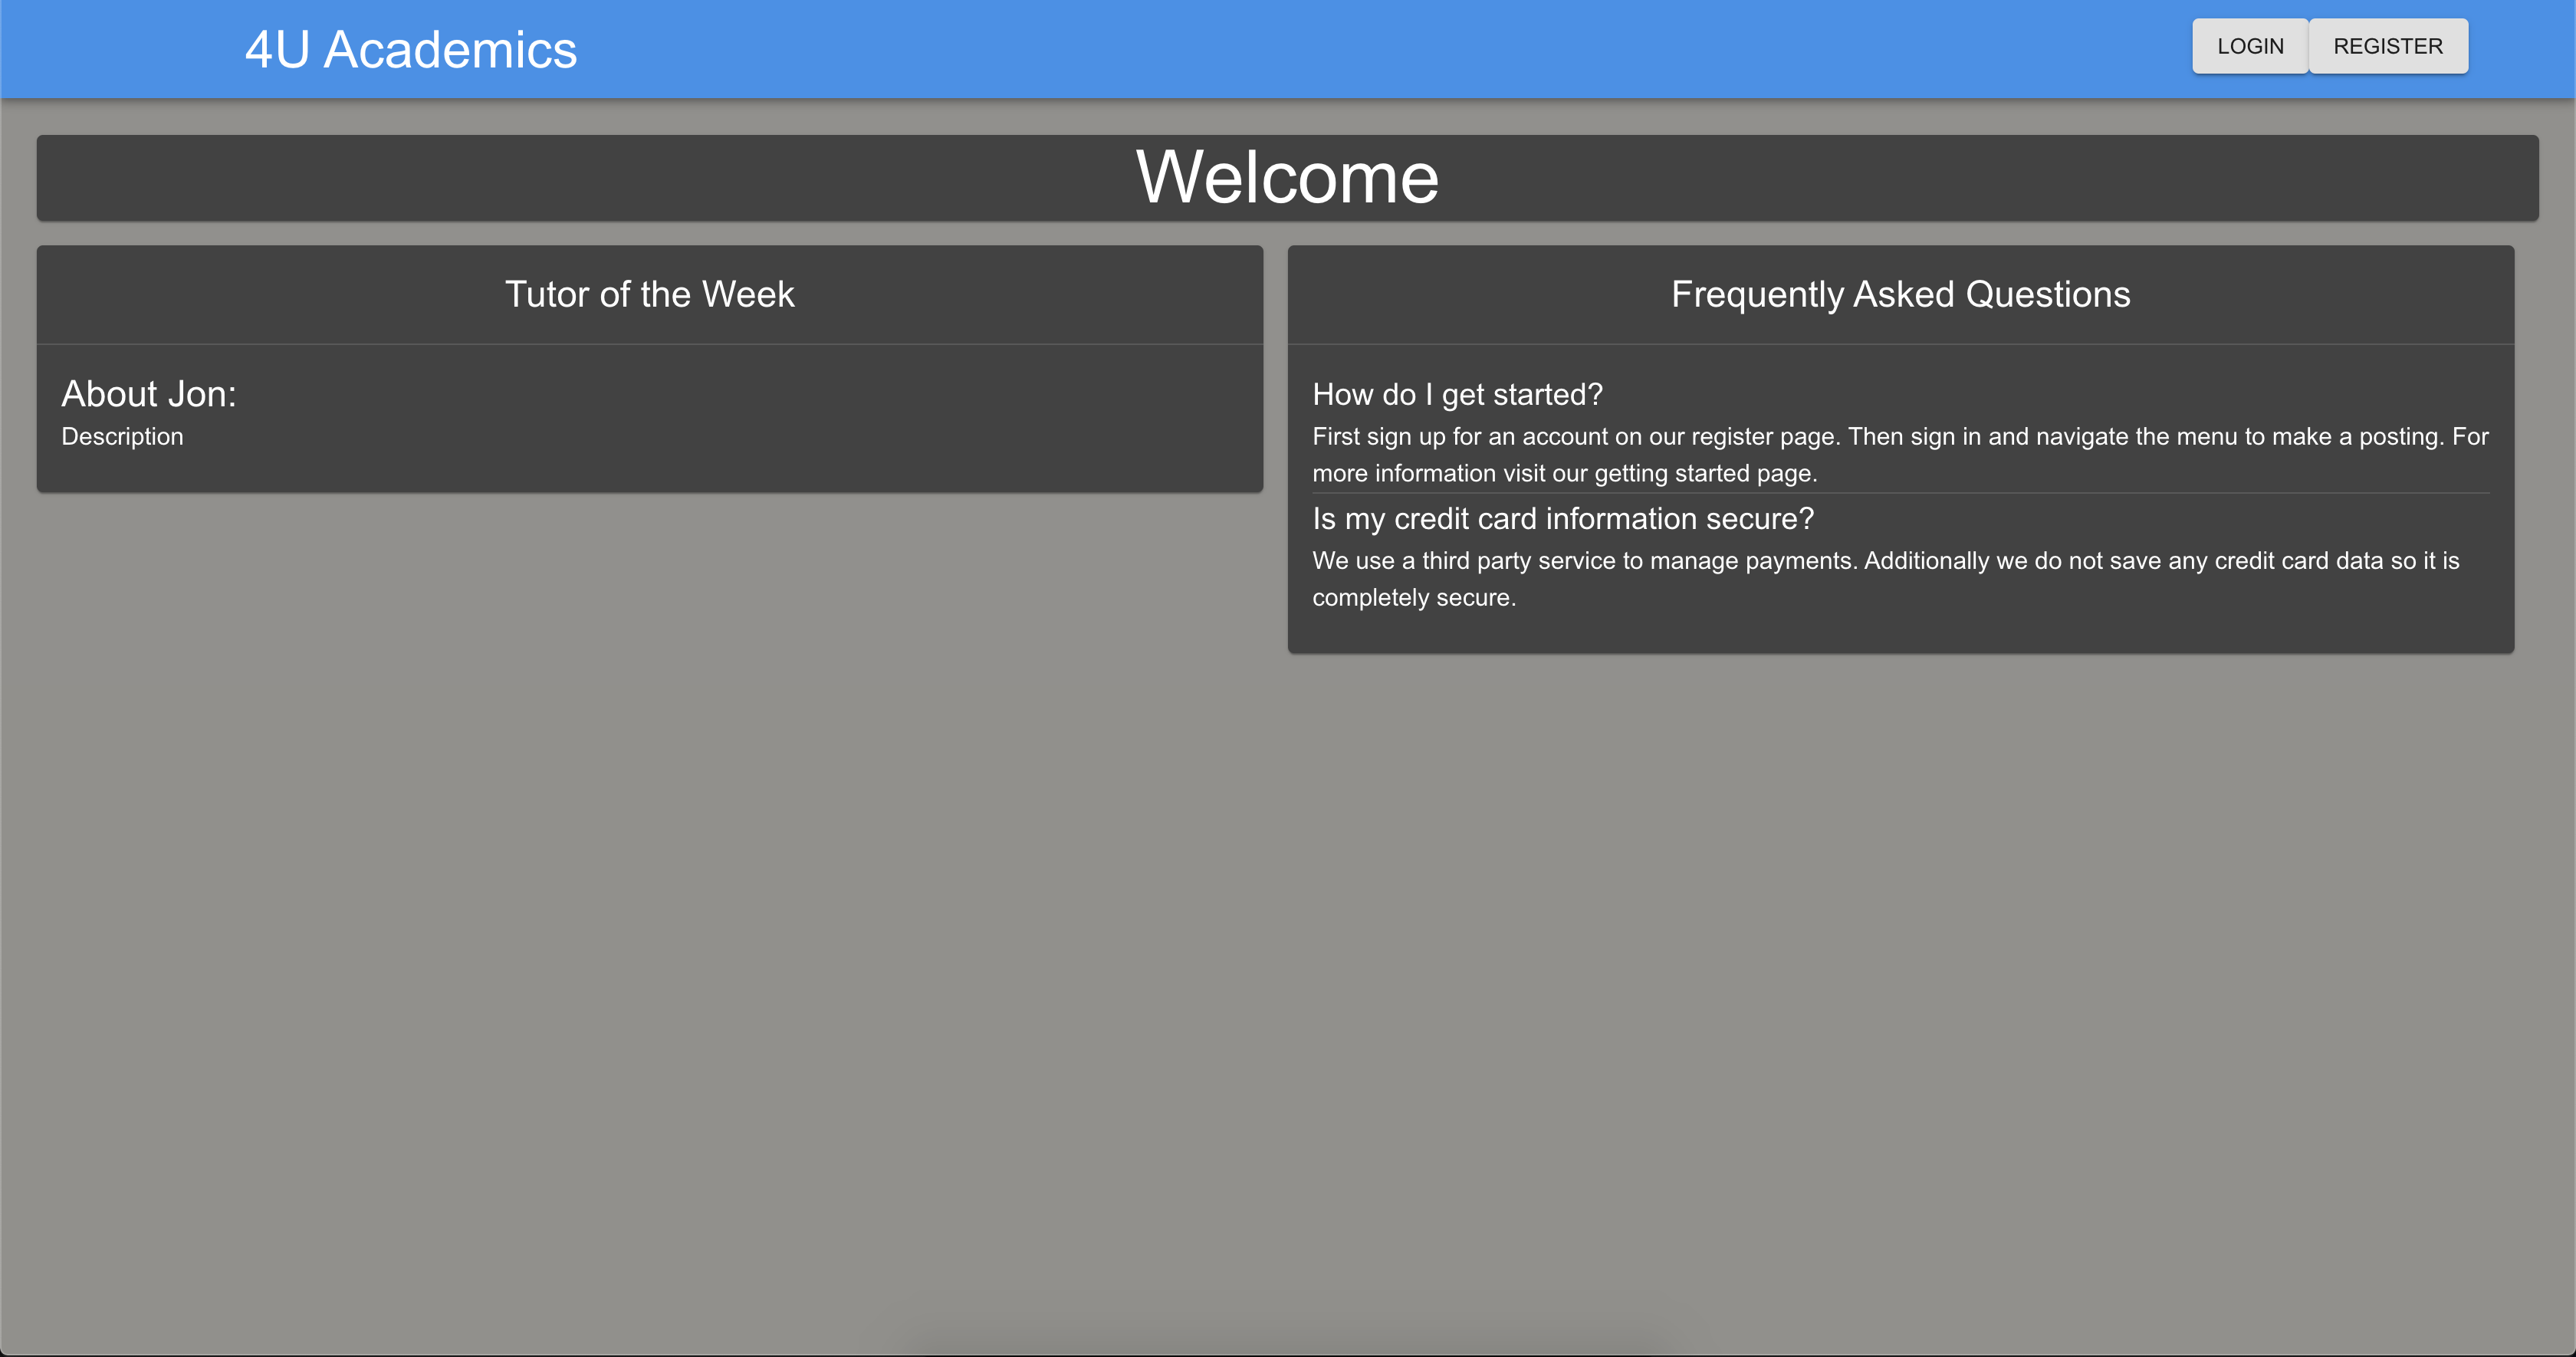 4U Academics
LOGIN
REGISTER
Welcome
Tutor of the Week
About Jon:
Description
Frequently Asked Questions
How do I get started?
First sign up for an account on our register page. Then sign in and navigate the menu to make a posting. For
more information visit our getting started page.
Is my credit card information secure?
We use a third party service to manage payments. Additionally we do not save any credit card data so it is
completely secure.